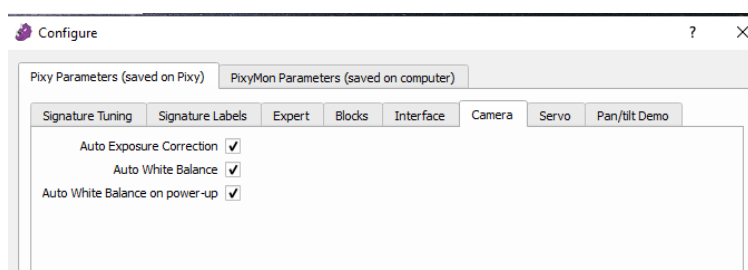 Configure ?
Pixy Parameters (saved on Pixy) PixyMon Parameters (saved on computer)
Signature Tuning Signature Labels Expert Blocks Interface Camera Servo Pan/tilt Demo
Auto Exposure Correction
Auto White Balance
Auto White Balance on power-up